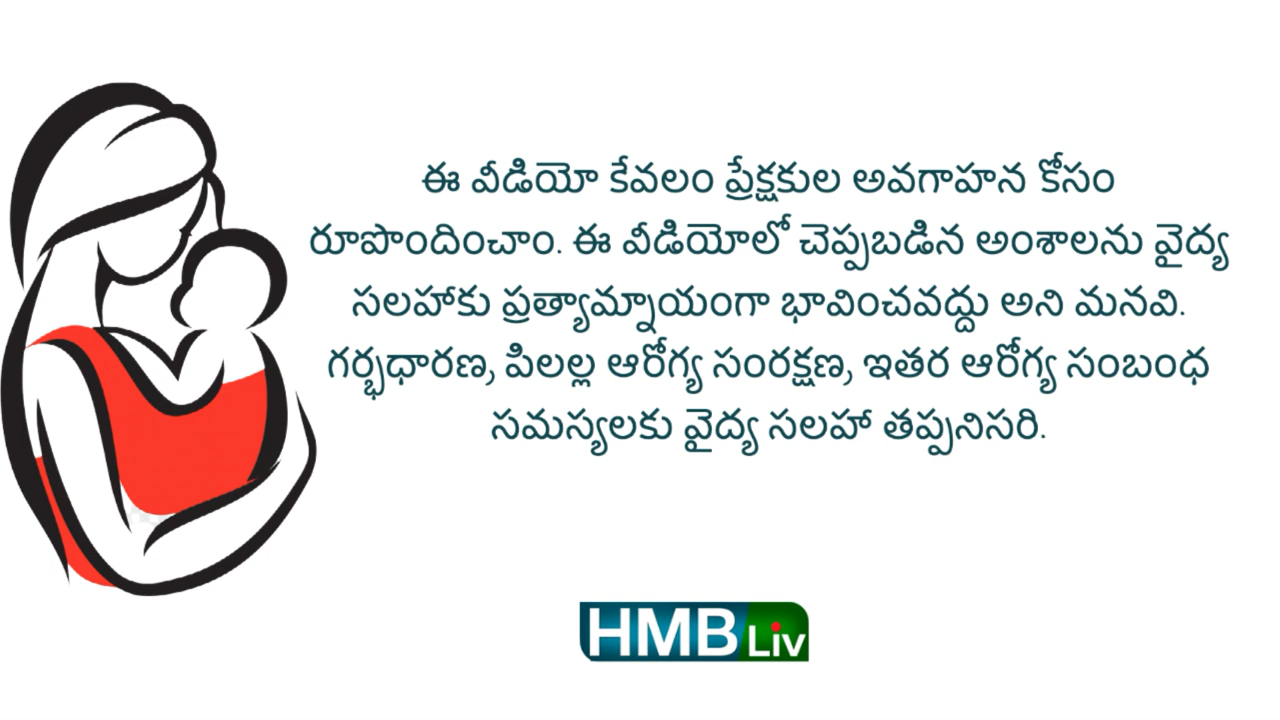 ఈ వీడియో కేవలం ప్రేక్షకుల అవగాహన కోసం
రూపొందించాం. ఈ వీడియోలో చెప్పబడిన అంశాలను వైద్య
సలహాకు ప్రత్యామ్నాయంగా భావించవద్దు అని మనవి.
గర్భధారణ, పిలల్ల ఆరోగ్య సంరక్షణ, ఇతర ఆరోగ్య సంబంధ
సమస్యలకు వైద్య సలహా తప్పనిసరి.
HMB Liv